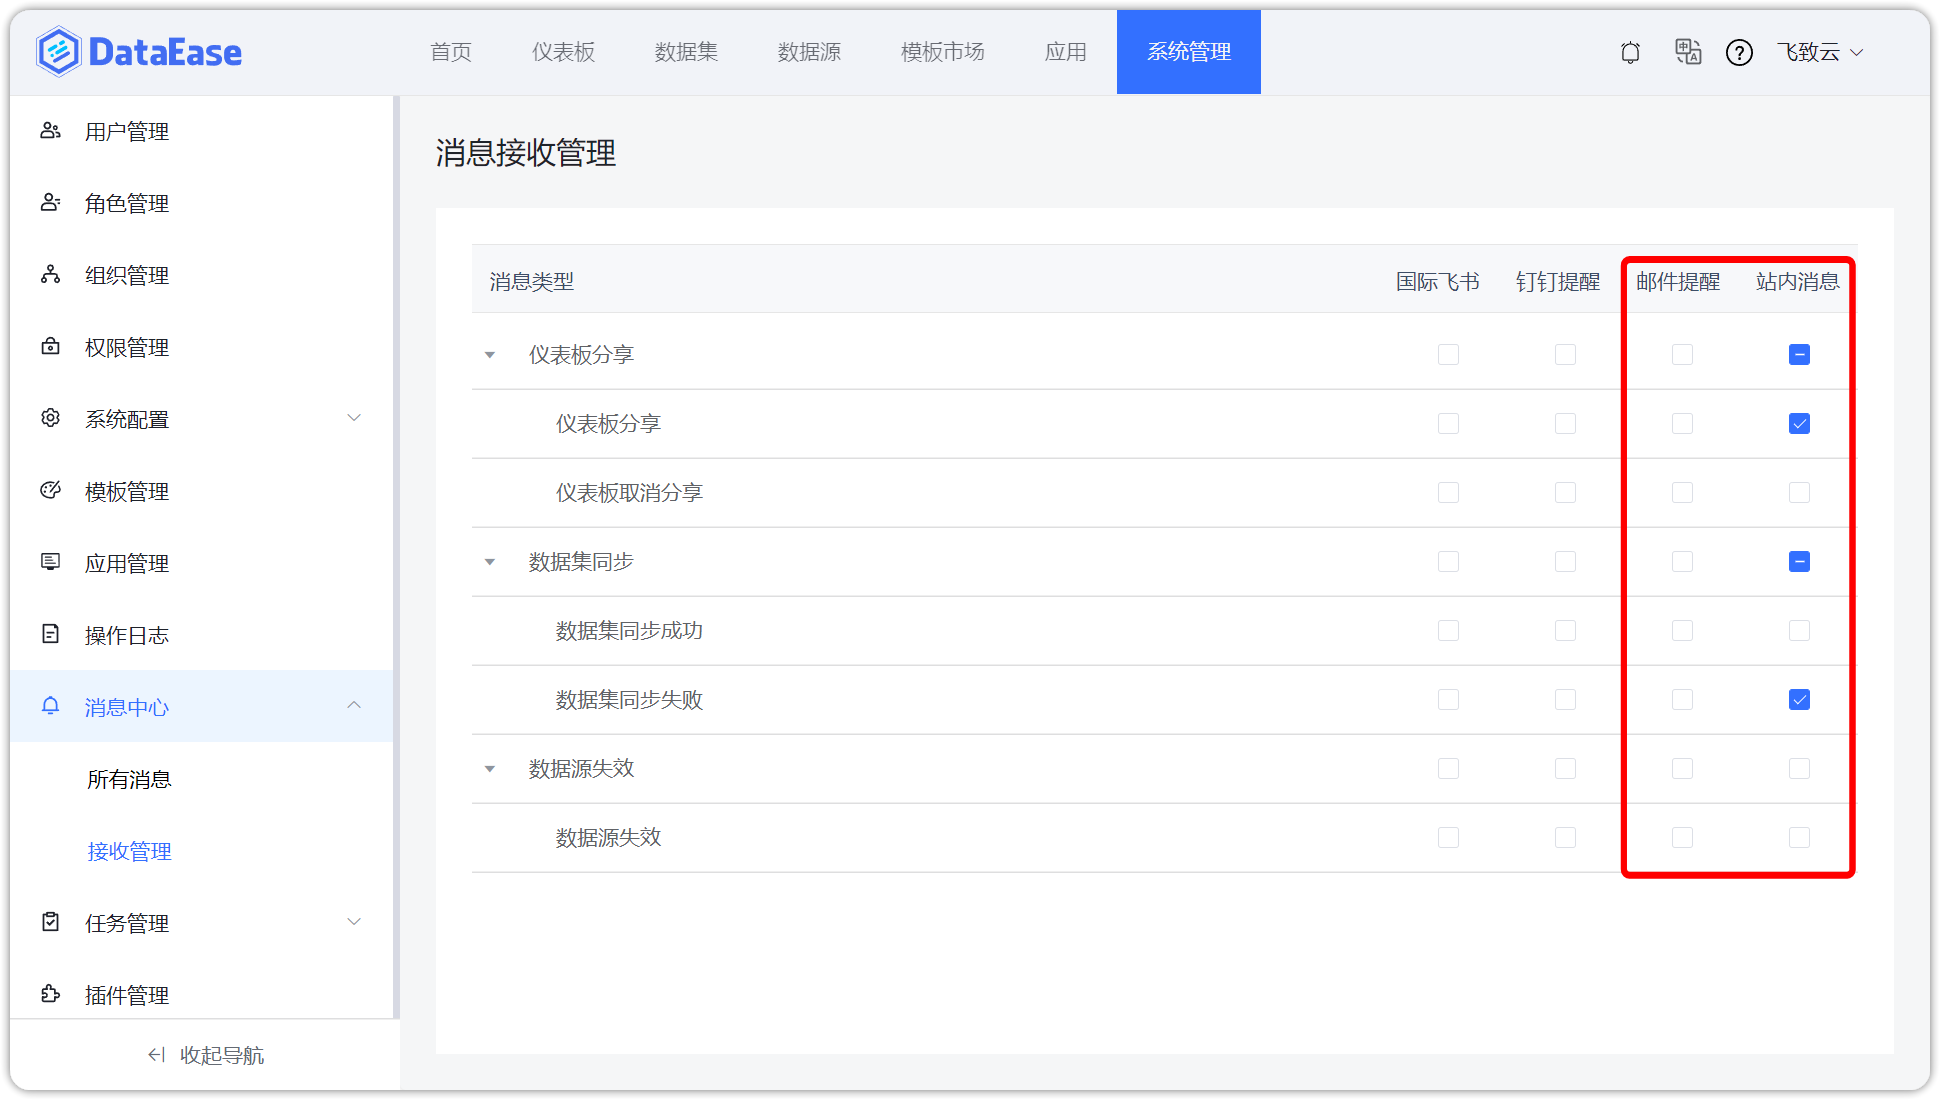 DataEase
首页 仪表板 数据集 数据源 模板市场 应用 系统管理 飞致云
用户管理
角色管理
组织管理
权限管理
系统配置
模板管理
应用管理
操作日志
消息中心
所有消息
接收管理
任务管理
插件管理
收起导航
消息接收管理
消息类型 国际飞书 钉钉提醒 邮件提醒 站内消息
仪表板分享
仪表板分享
仪表板取消分享
数据集同步
数据集同步成功
数据集同步失败
数据源失效
数据源失效